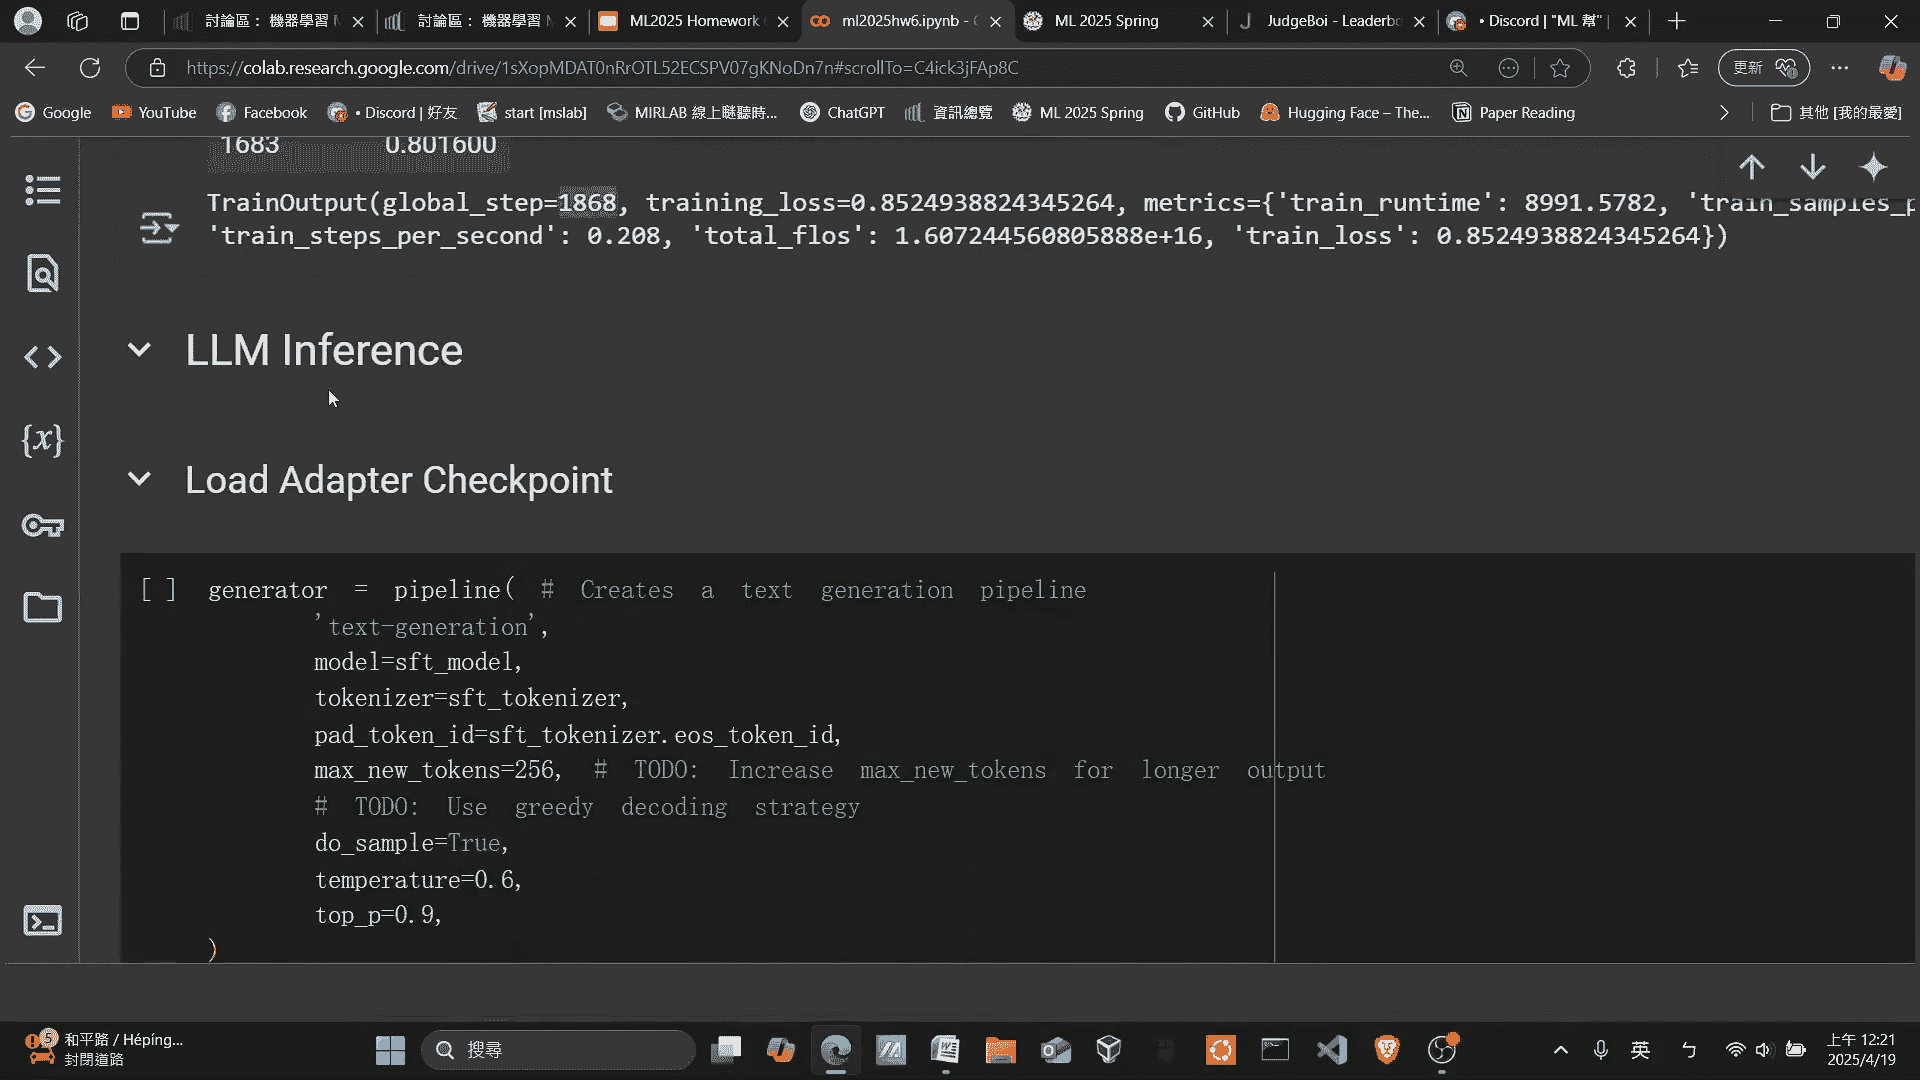 討論區： 機器學習
討論區： 機器學習
ML2025 Homework
ml2025hw6.ipynb -
ML 2025 Spring
JudgeBoi - Leaderbo
• Discord | "ML 幫" |
https://colab.research.google.com/drive/1sXopMDAT0nRrOTL52ECSPV07gKNoDn7n#scrollTo=C4ick3jFAp8C
更新
Google
YouTube
Facebook
• Discord | 好友
start [mslab]
MIRLAB 線上聽聽時...
ChatGPT
資訊總覽
ML 2025 Spring
GitHub
Hugging Face – The...
Paper Reading
其他 [我的最愛]
1683 0.801600
TrainOutput(global_step=1868, training_loss=0.8524938824345264, metrics={'train_runtime': 8991.5782, 'train_samples_p
'train_steps_per_second': 0.208, 'total_flos': 1.607244560805888e+16, 'train_loss': 0.8524938824345264})
LLM Inference
Load Adapter Checkpoint
[ ] generator = pipeline( # Creates a text generation pipeline
'text-generation',
model=sft_model,
tokenizer=sft_tokenizer,
pad_token_id=sft_tokenizer.eos_token_id,
max_new_tokens=256, # TODO: Increase max_new_tokens for longer output
# TODO: Use greedy decoding strategy
do_sample=True,
temperature=0.6,
top_p=0.9,
)
5
和平路 / Héping...
封閉道路
搜尋
英
ㄅ
上午 12:21
2025/4/19